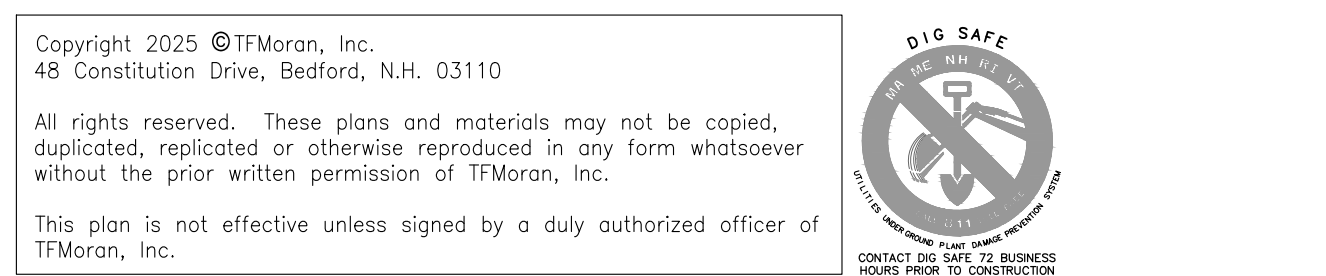 Copyright 2025 ©TFMoran, Inc.
48 Constitution Drive, Bedford, N.H. 03110
All rights reserved. These plans and materials may not be copied,
duplicated, replicated or otherwise reproduced in any form whatsoever
without the prior written permission of TFMoran, Inc.
This plan is not effective unless signed by a duly authorized officer of
TFMoran, Inc.
DIG SAFE
MA ME NH RI VT
811
UTILITIES UNDERGROUND PLANT DAMAGE PREVENTION SYSTEM
CONTACT DIG SAFE 72 BUSINESS
HOURS PRIOR TO CONSTRUCTION